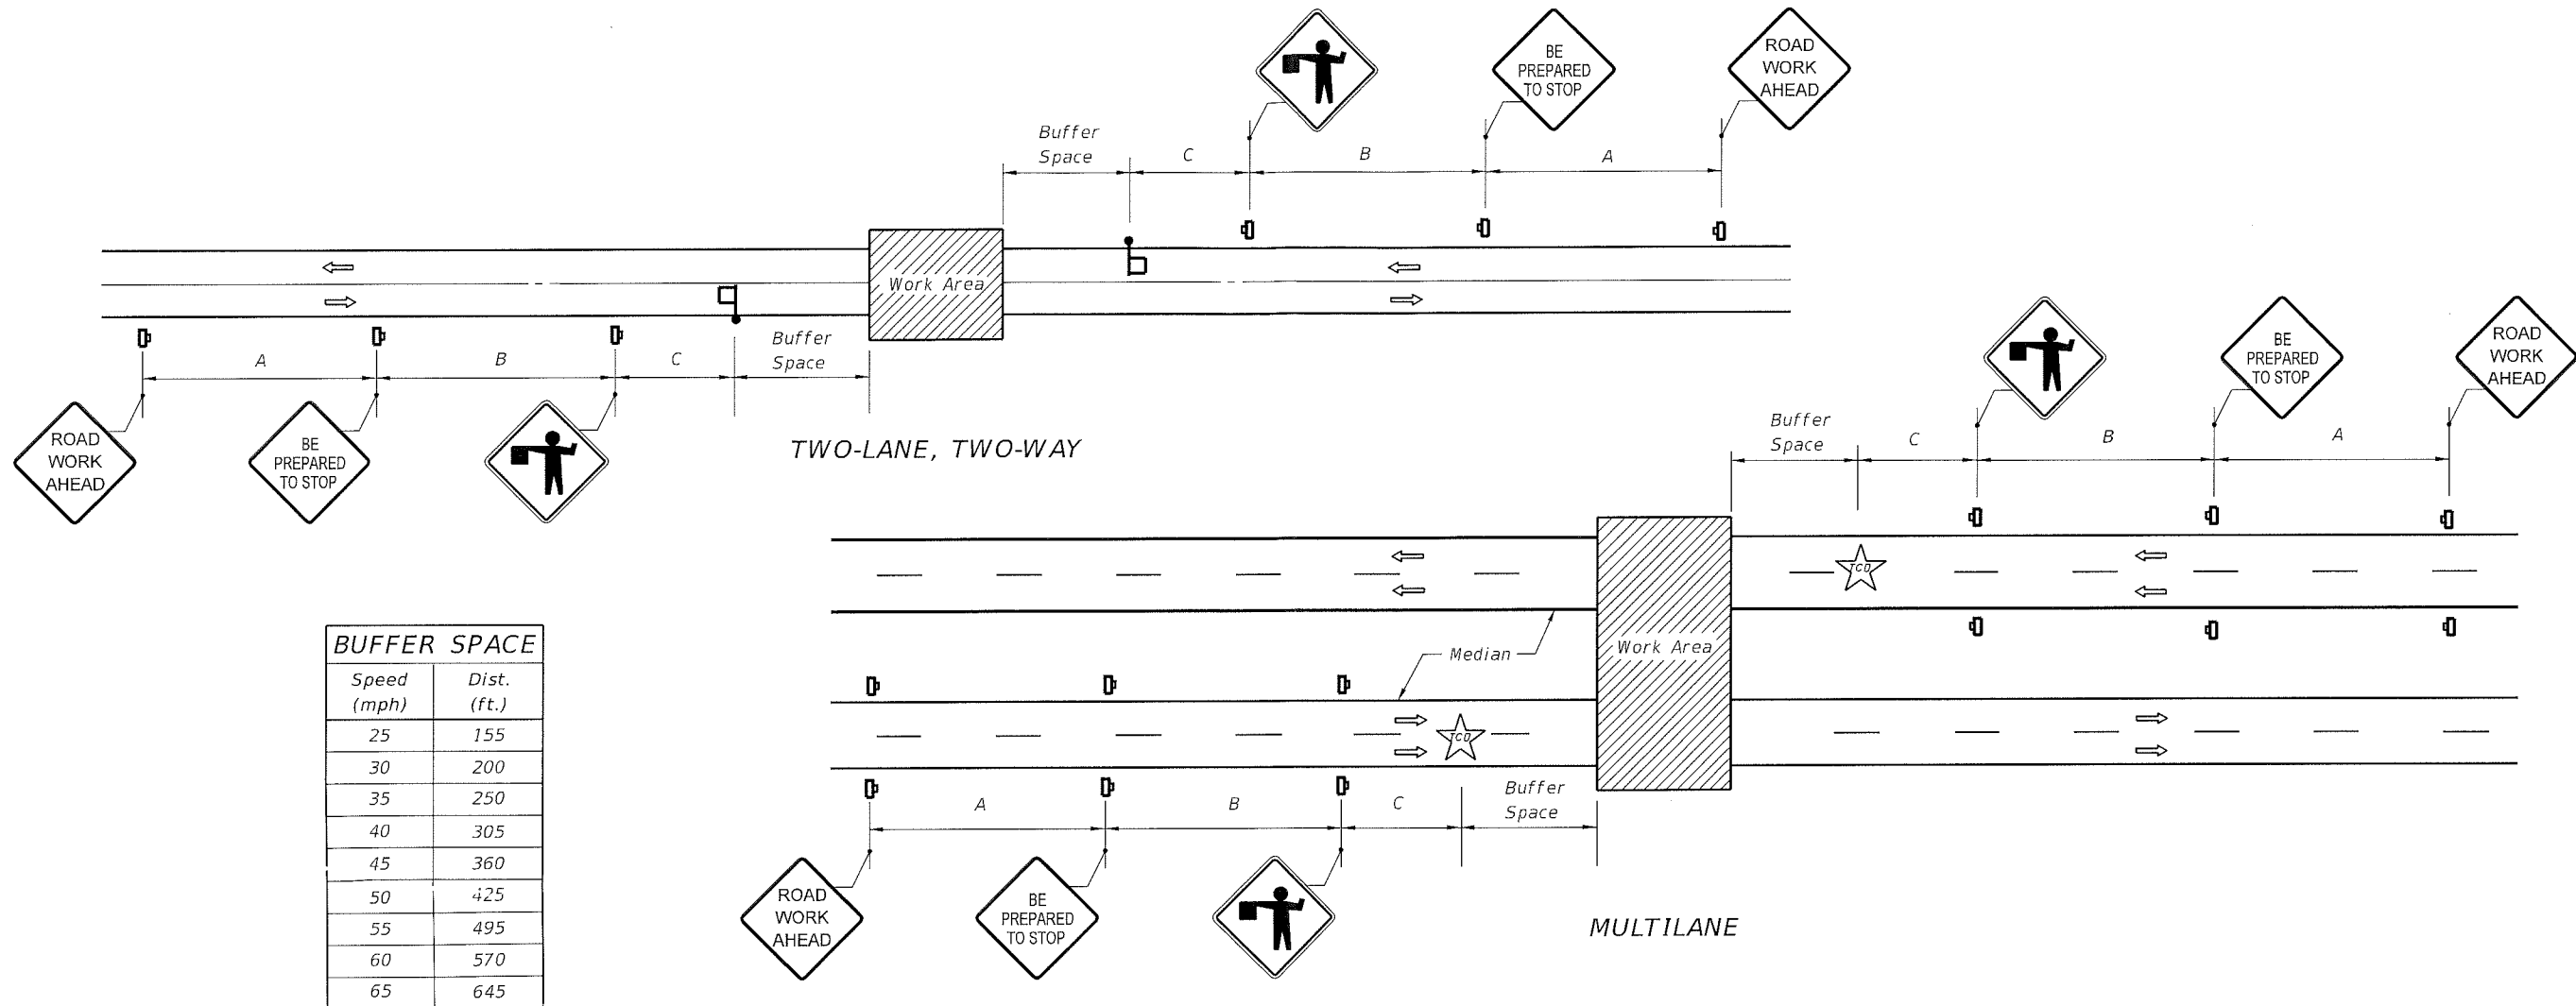 ROAD
WORK
AHEAD
BE
PREPARED
TO STOP
Buffer
Space
C
B
A
Work Area
A
B
C
Buffer
Space
ROAD
WORK
AHEAD
BE
PREPARED
TO STOP
TWO-LANE, TWO-WAY
BE
PREPARED
TO STOP
ROAD
WORK
AHEAD
Buffer
Space
C
B
A
TCD
Work Area
Median
TCD
A
B
C
Buffer
Space
ROAD
WORK
AHEAD
BE
PREPARED
TO STOP
MULTILANE
BUFFER SPACE
Speed
(mph)
Dist.
(ft.)
25 155
30 200
35 250
40 305
45 360
50 425
55 495
60 570
65 645